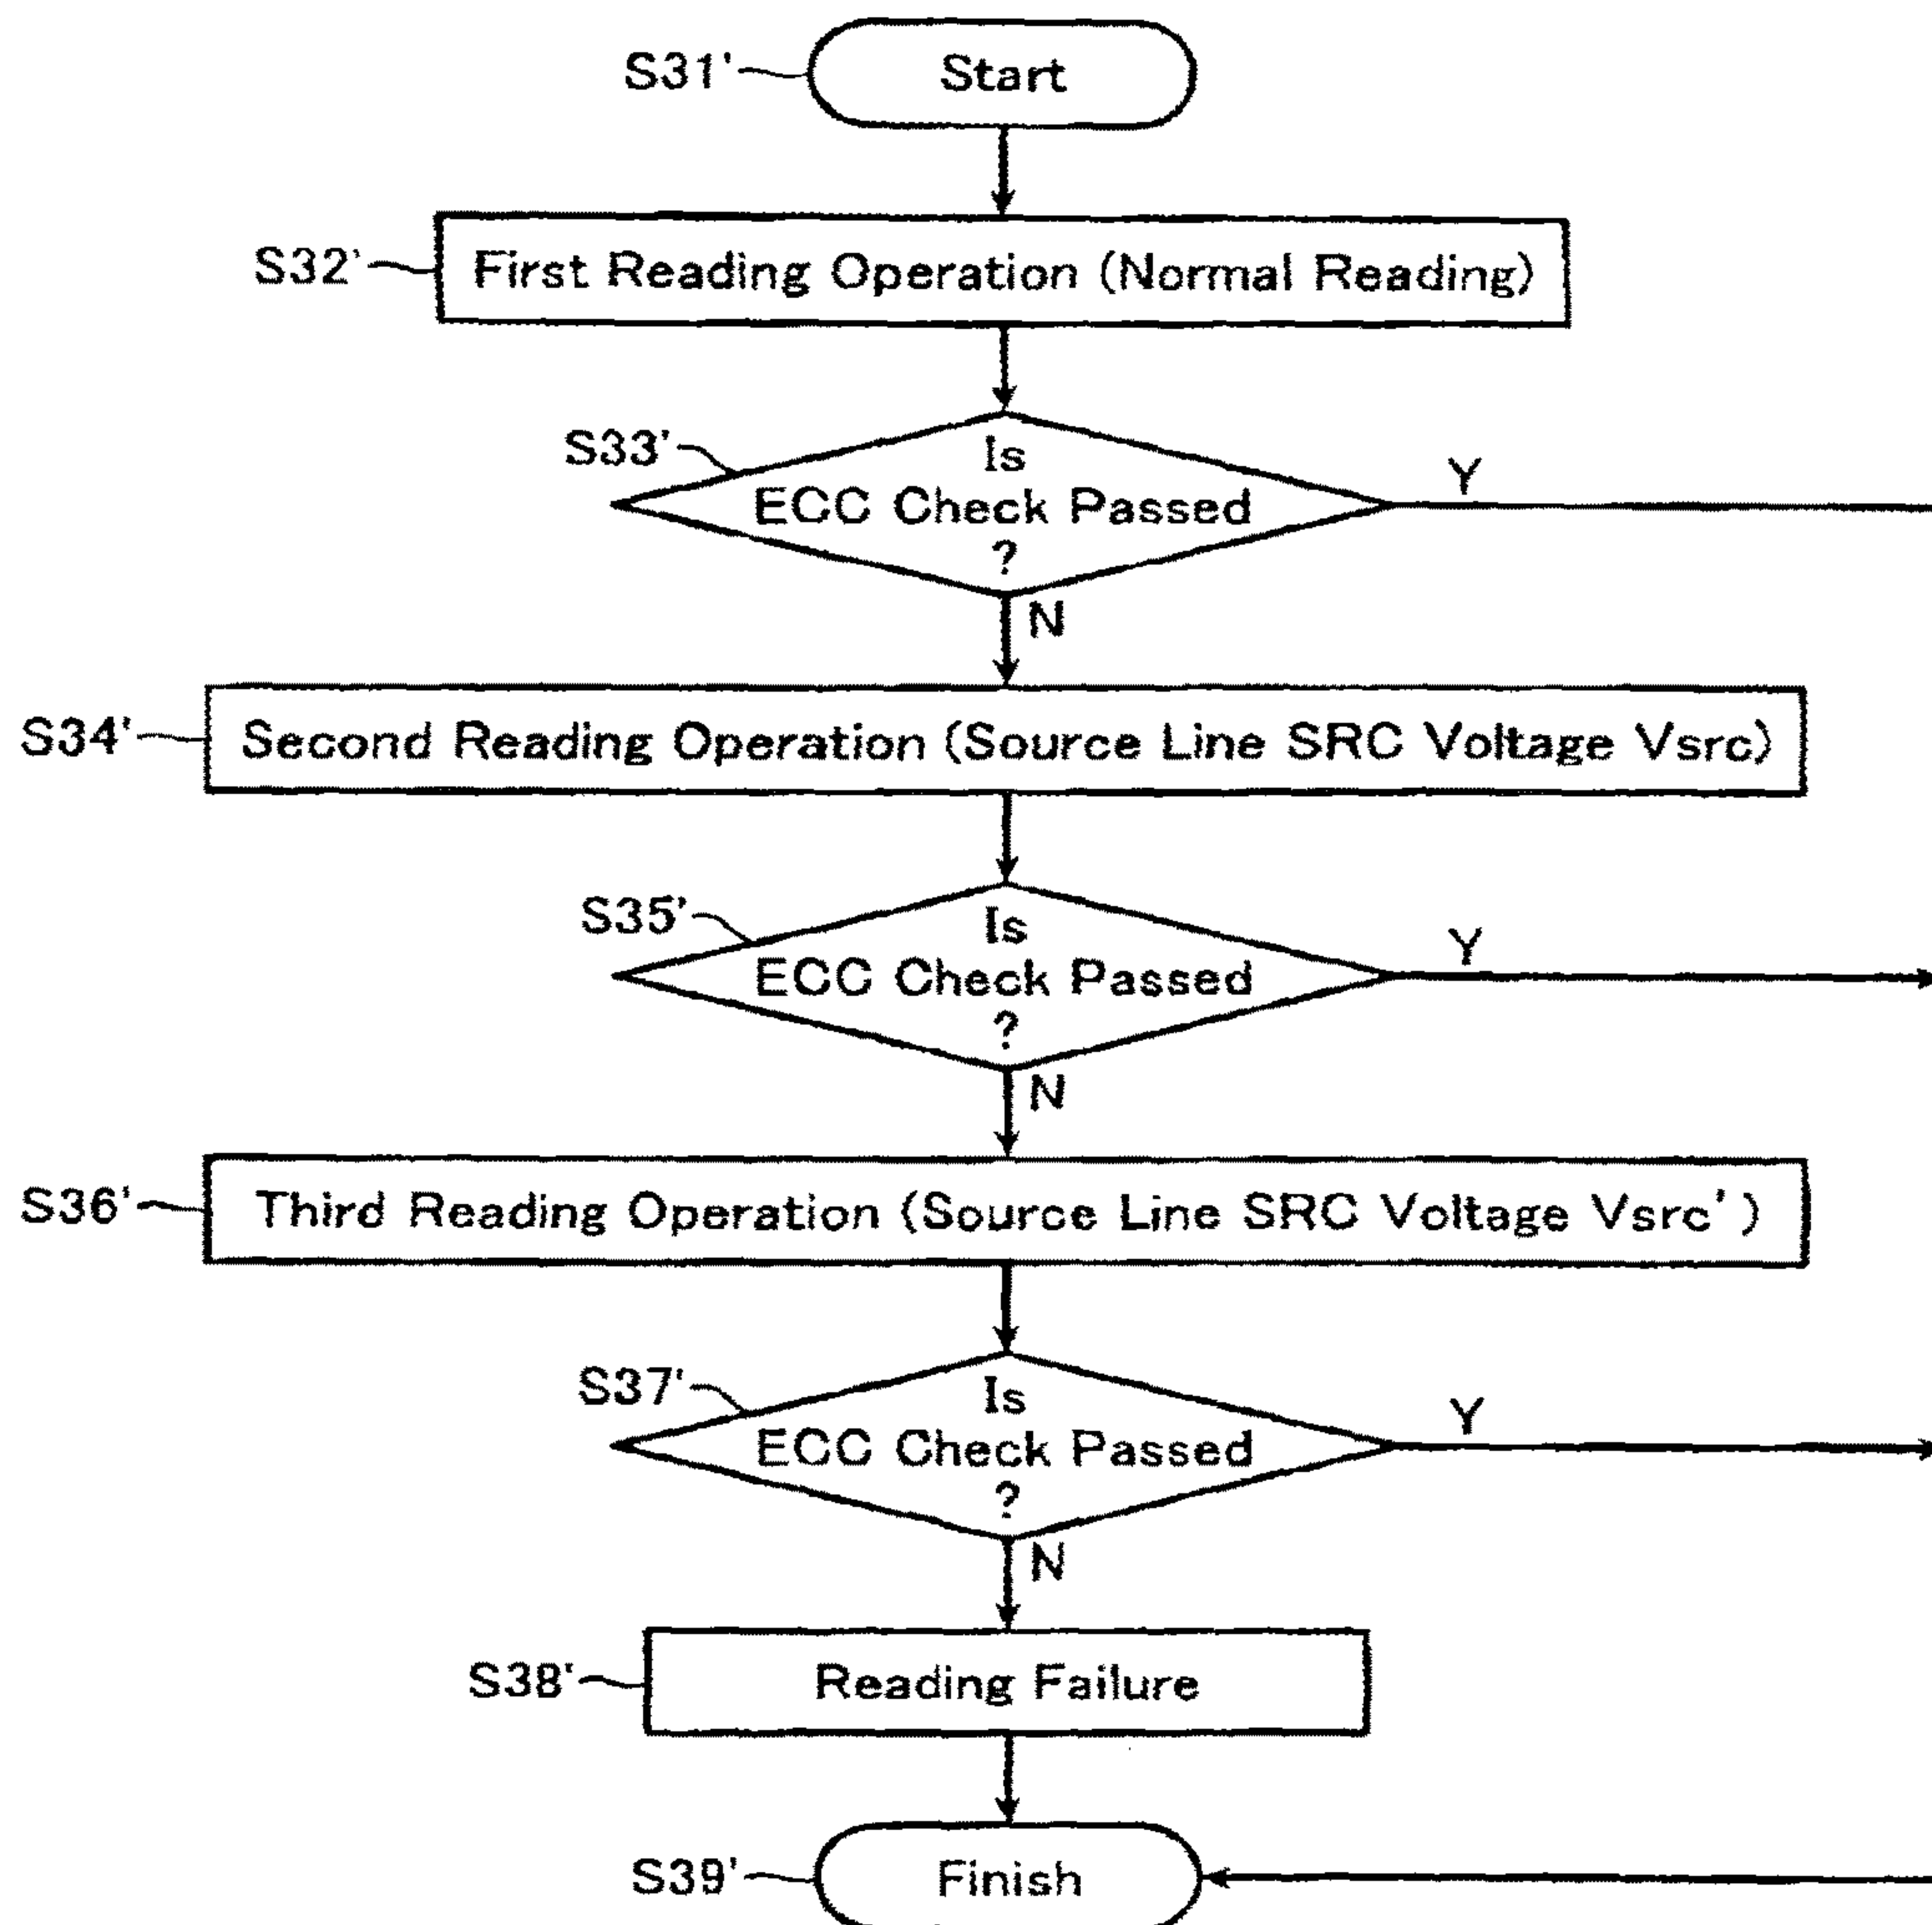 S31' Start
S32' First Reading Operation (Normal Reading)
S33' Is
ECC Check Passed
?
Y
N
S34' Second Reading Operation (Source Line SRC Voltage Vsrc)
S35' Is
ECC Check Passed
?
Y
N
S36' Third Reading Operation (Source Line SRC Voltage Vsrc')
S37' Is
ECC Check Passed
?
Y
N
S38' Reading Failure
S39' Finish